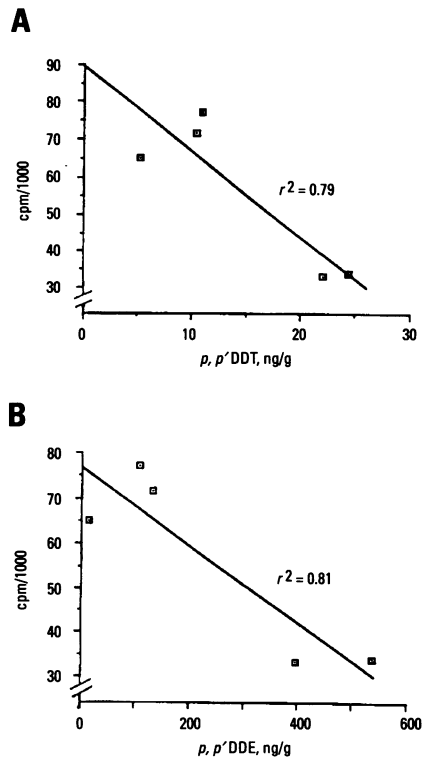 A
90
80
70
60
50
40
30
cpm/1000
r² = 0.79
0 10 20 30
p, p′DDT, ng/g
B
80
70
60
50
40
30
cpm/1000
r² = 0.81
0 200 400 600
p, p′DDE, ng/g